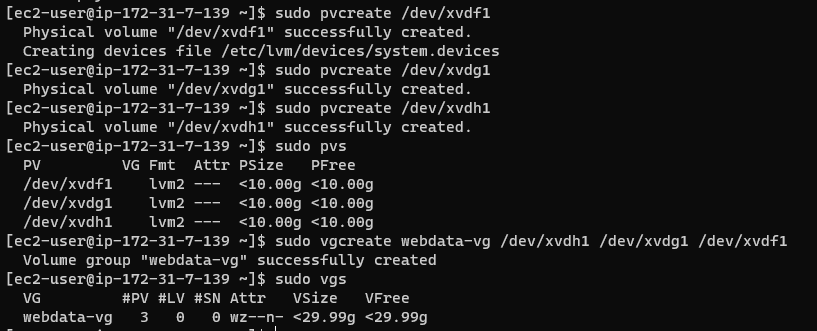 [ec2-user@ip-172-31-7-139 ~]$ sudo pvcreate /dev/xvdf1
  Physical volume "/dev/xvdf1" successfully created.
  Creating devices file /etc/lvm/devices/system.devices
[ec2-user@ip-172-31-7-139 ~]$ sudo pvcreate /dev/xvdg1
  Physical volume "/dev/xvdg1" successfully created.
[ec2-user@ip-172-31-7-139 ~]$ sudo pvcreate /dev/xvdh1
  Physical volume "/dev/xvdh1" successfully created.
[ec2-user@ip-172-31-7-139 ~]$ sudo pvs
  PV         VG Fmt  Attr PSize   PFree
  /dev/xvdf1    lvm2 ---  <10.00g <10.00g
  /dev/xvdg1    lvm2 ---  <10.00g <10.00g
  /dev/xvdh1    lvm2 ---  <10.00g <10.00g
[ec2-user@ip-172-31-7-139 ~]$ sudo vgcreate webdata-vg /dev/xvdh1 /dev/xvdg1 /dev/xvdf1
  Volume group "webdata-vg" successfully created
[ec2-user@ip-172-31-7-139 ~]$ sudo vgs
  VG         #PV #LV #SN Attr   VSize   VFree
  webdata-vg   3   0   0 wz--n- <29.99g <29.99g